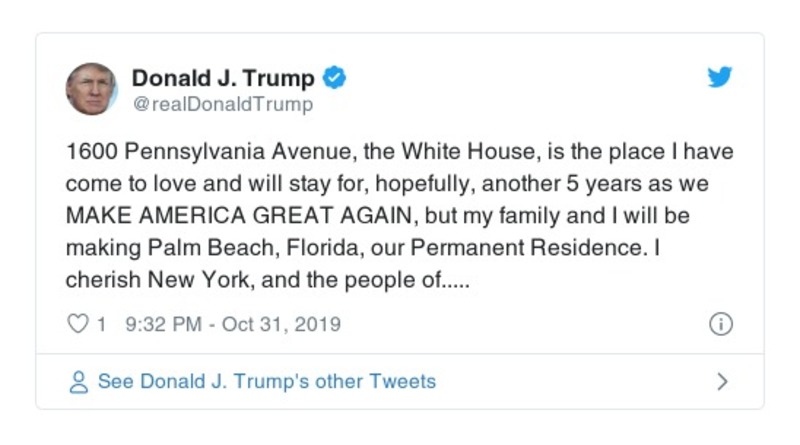 Donald J. Trump
@realDonaldTrump
1600 Pennsylvania Avenue, the White House, is the place I have
come to love and will stay for, hopefully, another 5 years as we
MAKE AMERICA GREAT AGAIN, but my family and I will be
making Palm Beach, Florida, our Permanent Residence. I
cherish New York, and the people of.....
1 9:32 PM - Oct 31, 2019
See Donald J. Trump's other Tweets